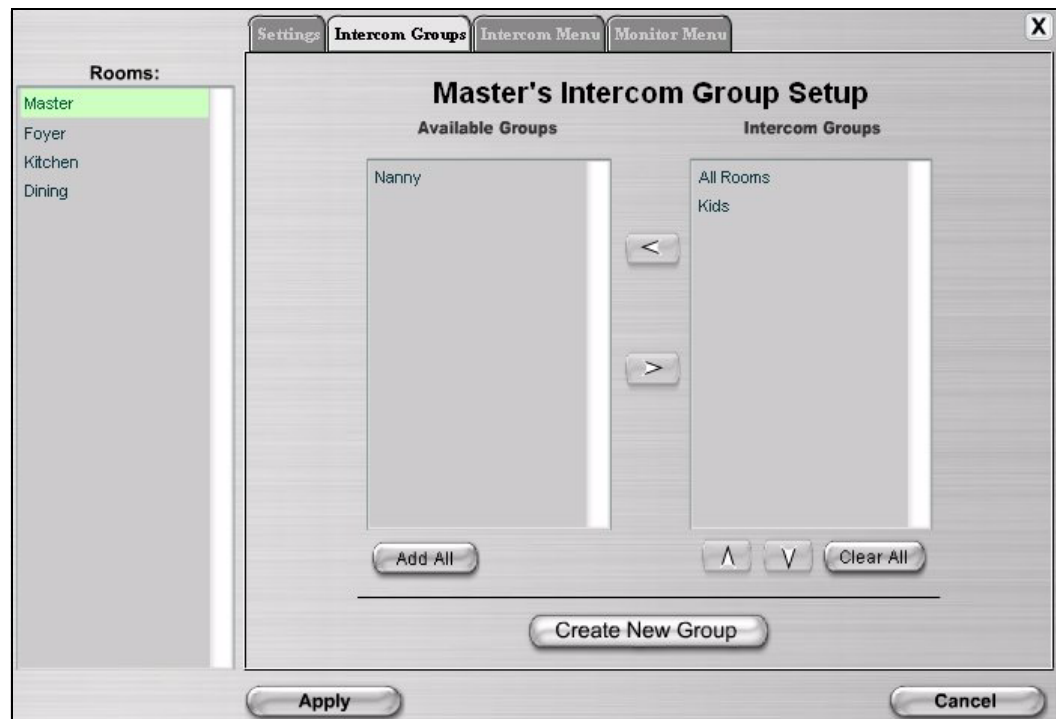 Settings Intercom Groups Intercom Menu Monitor Menu X
Rooms:
Master
Foyer
Kitchen
Dining
Master's Intercom Group Setup
Available Groups
Nanny
Intercom Groups
All Rooms
Kids
<
>
Add All
Λ V Clear All
Create New Group
Apply
Cancel